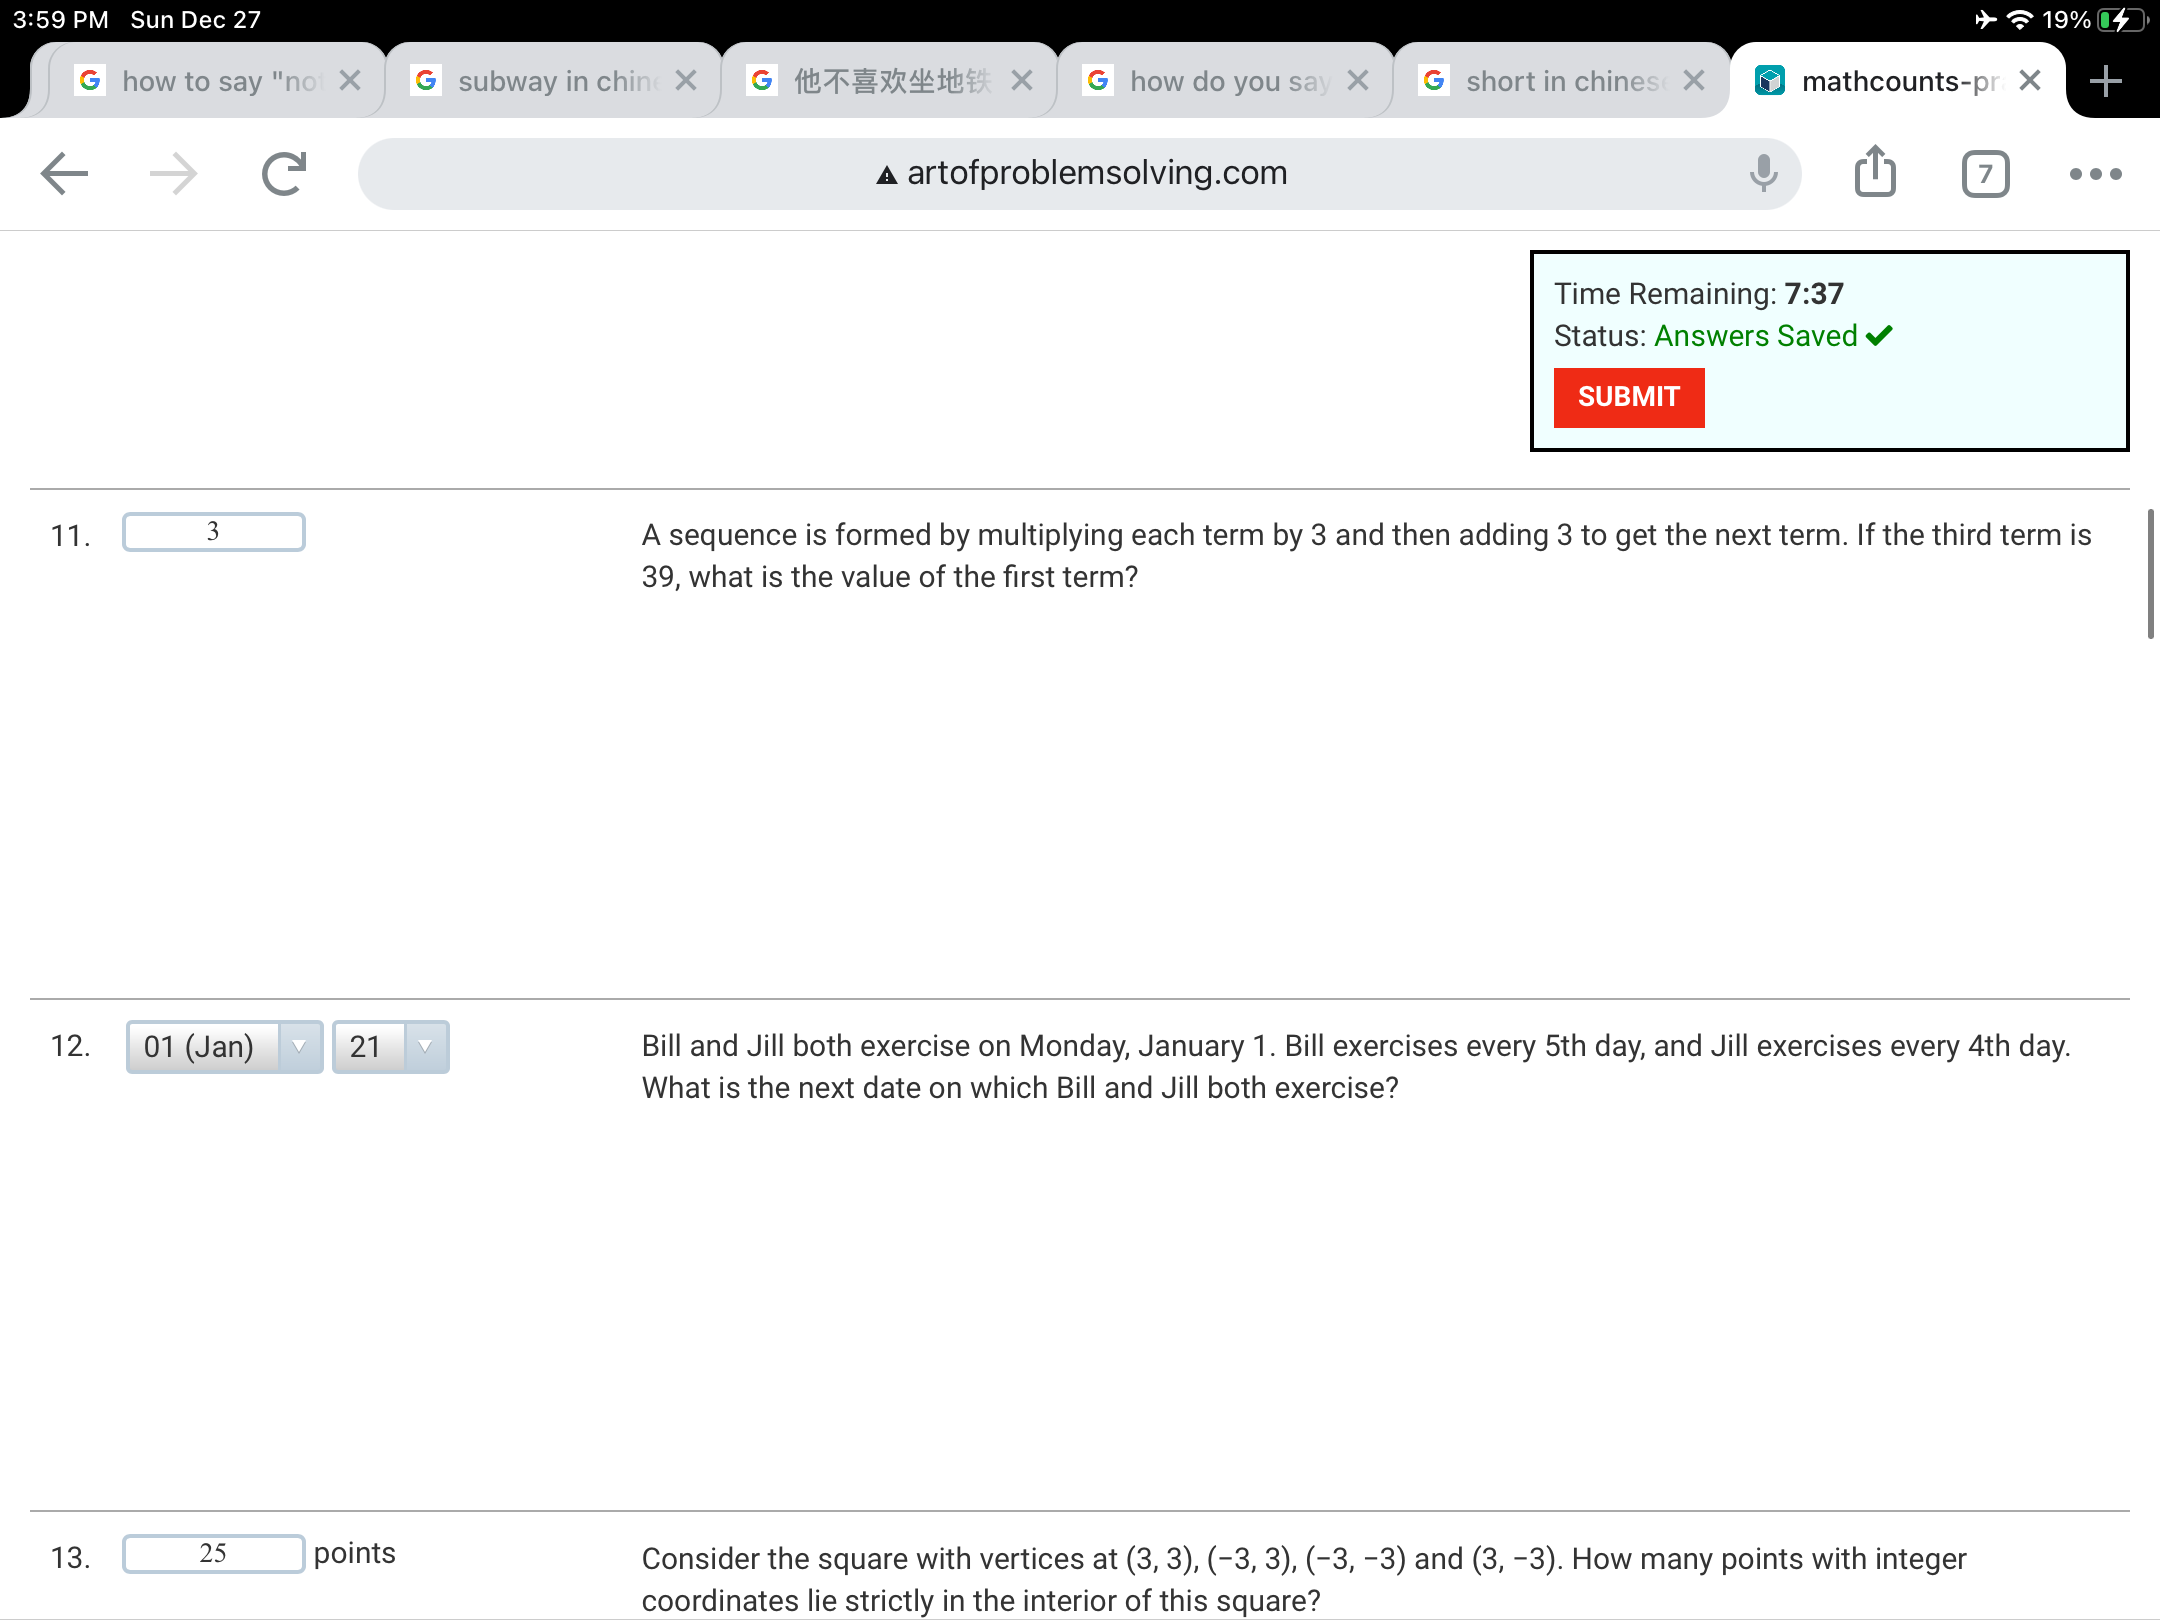 3:59 PM Sun Dec 27
19%
how to say "not
subway in chine
他不喜欢坐地铁
how do you say
short in chinese
mathcounts-pra
artofproblemsolving.com
7
Time Remaining: 7:37
Status: Answers Saved
SUBMIT
11. 3
A sequence is formed by multiplying each term by 3 and then adding 3 to get the next term. If the third term is
39, what is the value of the first term?
12. 01 (Jan) 21
Bill and Jill both exercise on Monday, January 1. Bill exercises every 5th day, and Jill exercises every 4th day.
What is the next date on which Bill and Jill both exercise?
13. 25 points
Consider the square with vertices at (3, 3), (−3, 3), (−3, −3) and (3, −3). How many points with integer
coordinates lie strictly in the interior of this square?